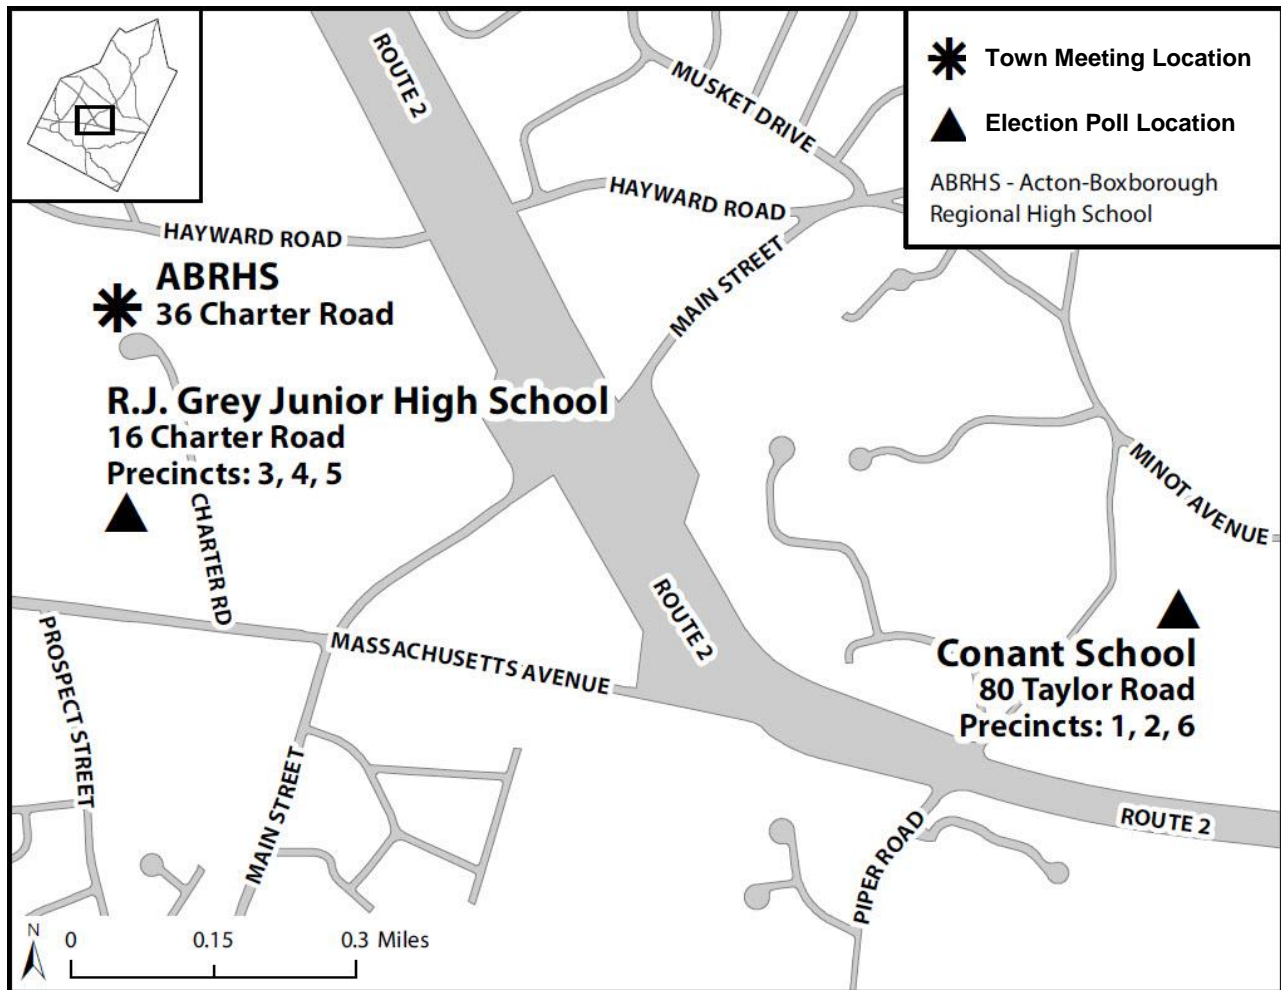 ROUTE 2
MUSKET DRIVE
Town Meeting Location
Election Poll Location
ABRHS - Acton-Boxborough
Regional High School
HAYWARD ROAD
HAYWARD ROAD
MAIN STREET
ABRHS
36 Charter Road
R.J. Grey Junior High School
16 Charter Road
Precincts: 3, 4, 5
CHARTER RD
MINOT AVENUE
ROUTE 2
PROSPECT STREET
MASSACHUSETTS AVENUE
Conant School
80 Taylor Road
Precincts: 1, 2, 6
MAIN STREET
PIPER ROAD
ROUTE 2
N
0 0.15 0.3 Miles